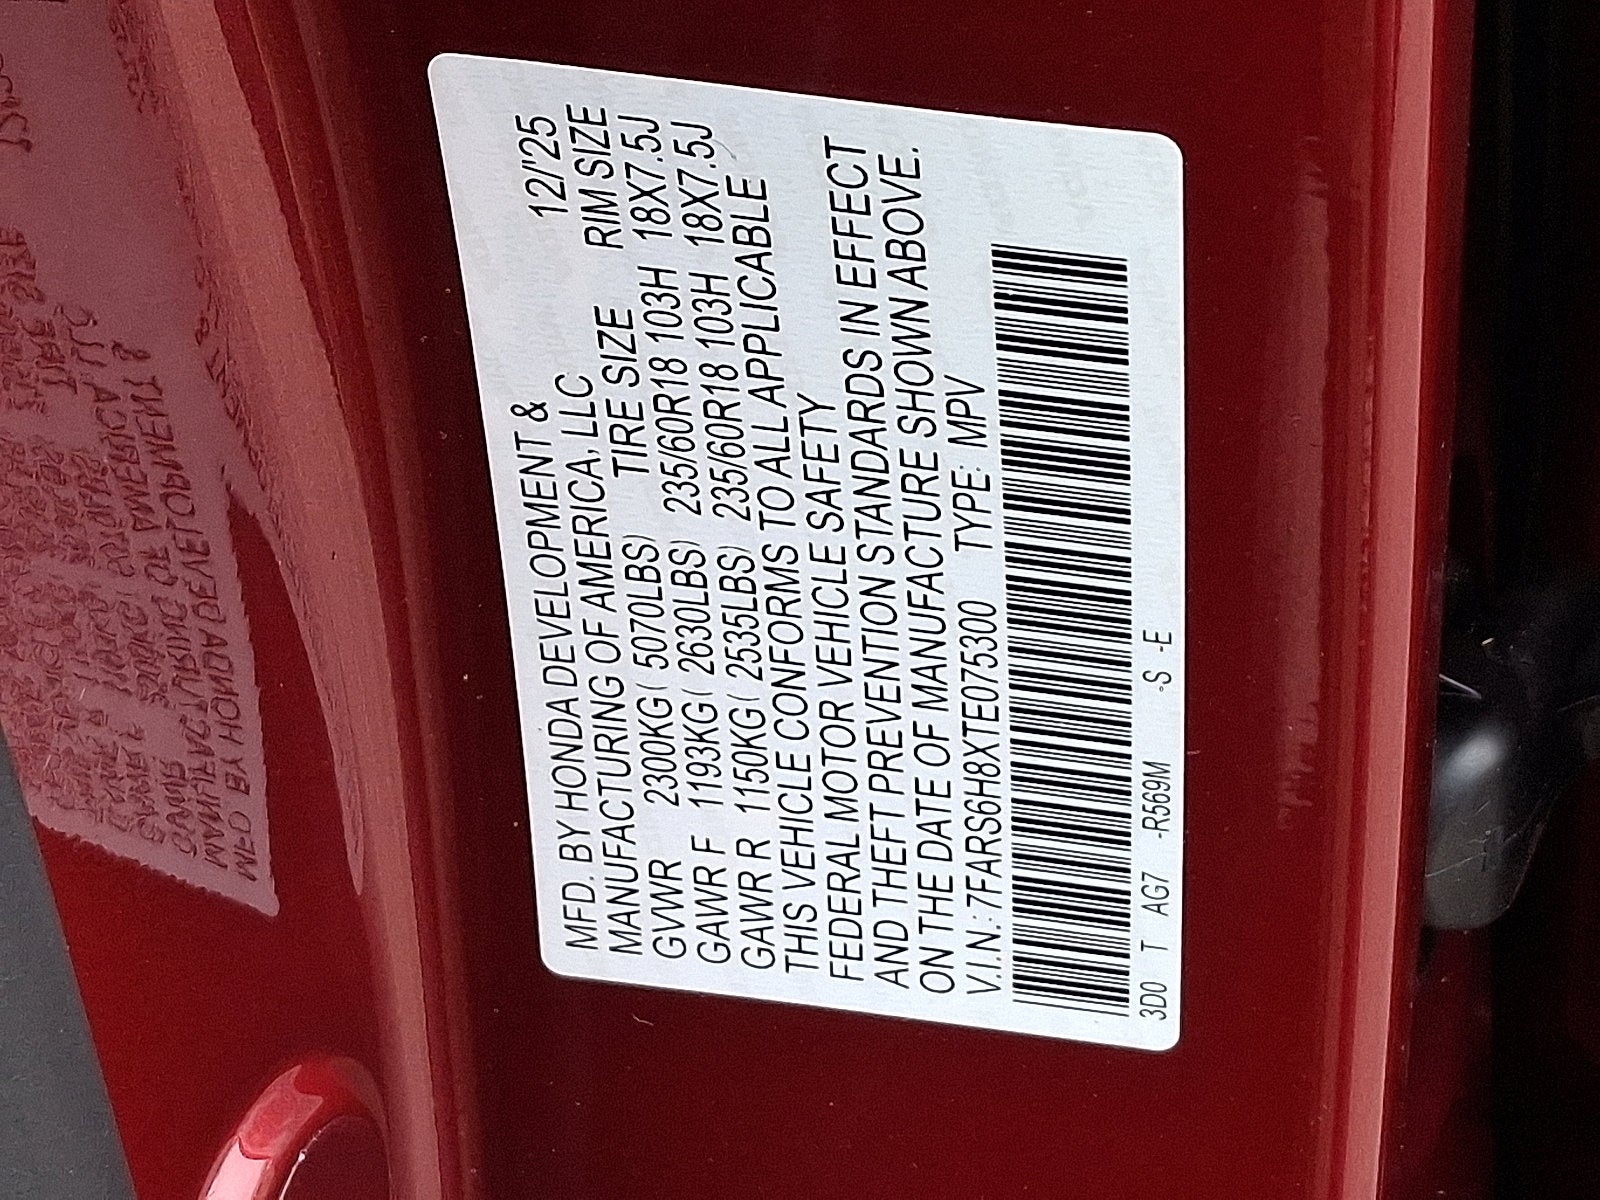 MFD. BY HONDA DEVELOPMENT & 12/'25
MANUFACTURING OF AMERICA, LLC
TIRE SIZE RIM SIZE
GVWR 2300KG( 5070LBS)
GAWR F 1193KG( 2630LBS) 235/60R18 103H 18X7.5J
GAWR R 1150KG( 2535LBS) 235/60R18 103H 18X7.5J
THIS VEHICLE CONFORMS TO ALL APPLICABLE
FEDERAL MOTOR VEHICLE SAFETY
AND THEFT PREVENTION STANDARDS IN EFFECT
ON THE DATE OF MANUFACTURE SHOWN ABOVE.
V.I.N.: 7FARS6H8XTE075300 TYPE: MPV
3D0 T AG7 -R569M -S -E